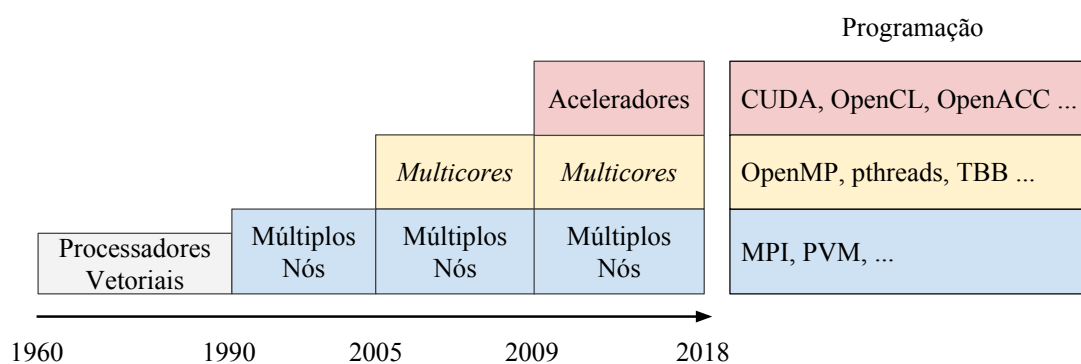 Programação
Aceleradores
CUDA, OpenCL, OpenACC ...
Multicores
Multicores
OpenMP, pthreads, TBB ...
Processadores
Vetoriais
Múltiplos
Nós
Múltiplos
Nós
Múltiplos
Nós
MPI, PVM, ...
1960
1990
2005
2009
2018